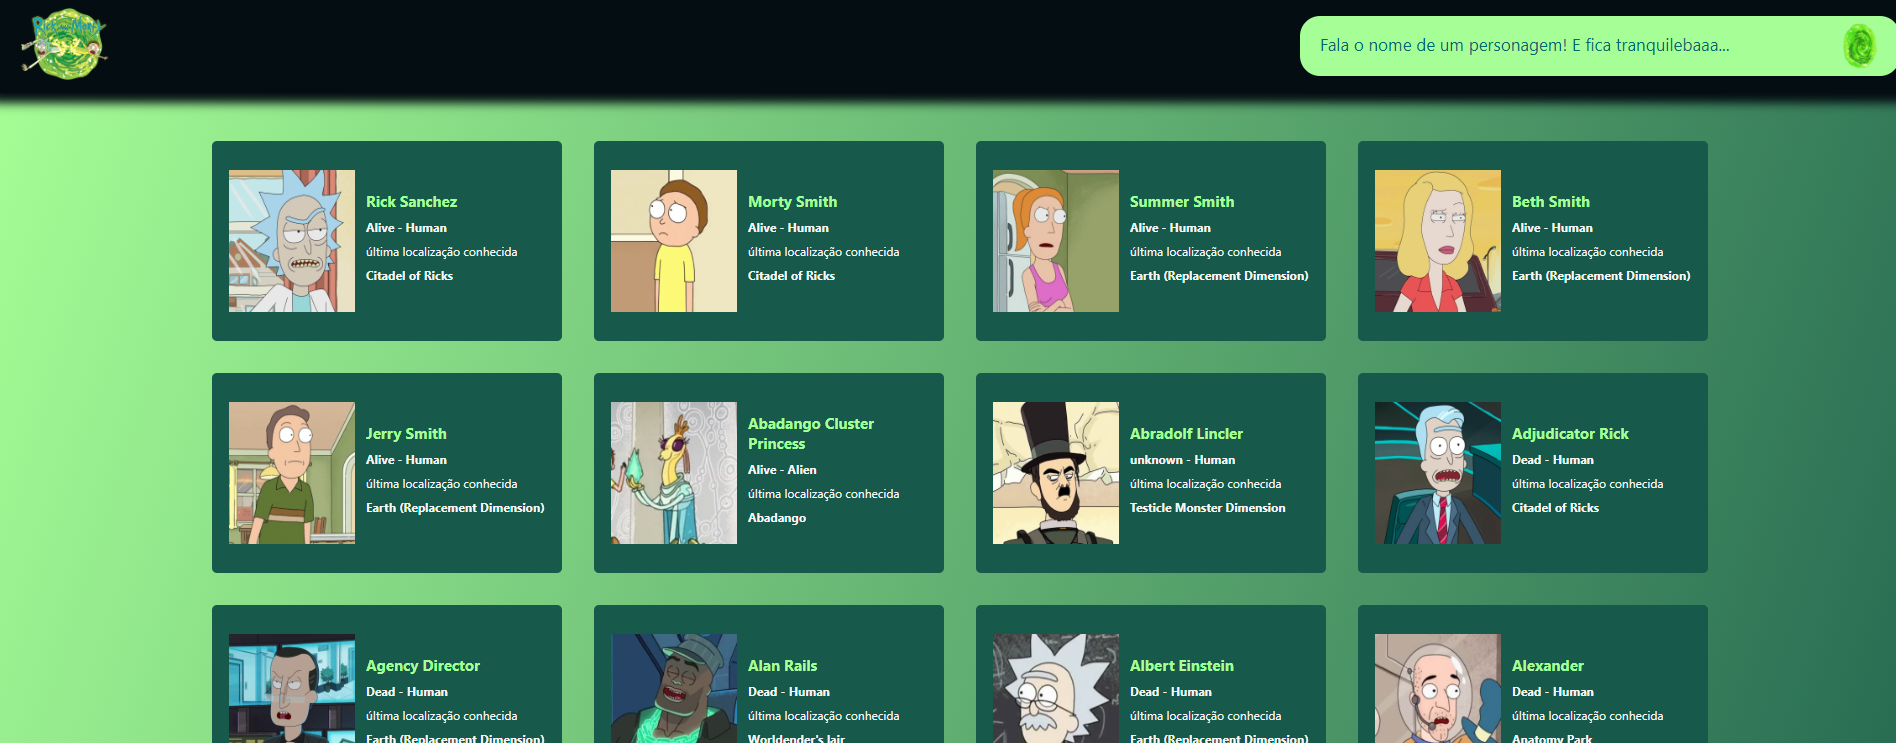 Rick and Morty
Fala o nome de um personagem! E fica tranquilebaaa...
Rick Sanchez
Alive - Human
última localização conhecida
Citadel of Ricks
Morty Smith
Alive - Human
última localização conhecida
Citadel of Ricks
Summer Smith
Alive - Human
última localização conhecida
Earth (Replacement Dimension)
Beth Smith
Alive - Human
última localização conhecida
Earth (Replacement Dimension)
Jerry Smith
Alive - Human
última localização conhecida
Earth (Replacement Dimension)
Abadango Cluster
Princess
Alive - Alien
última localização conhecida
Abadango
Abradolf Lincler
unknown - Human
última localização conhecida
Testicle Monster Dimension
Adjudicator Rick
Dead - Human
última localização conhecida
Citadel of Ricks
Agency Director
Dead - Human
última localização conhecida
Earth (Replacement Dimension)
Alan Rails
Dead - Human
última localização conhecida
Worldender's lair
Albert Einstein
Dead - Human
última localização conhecida
Earth (Replacement Dimension)
Alexander
Dead - Human
última localização conhecida
Anatomy Park